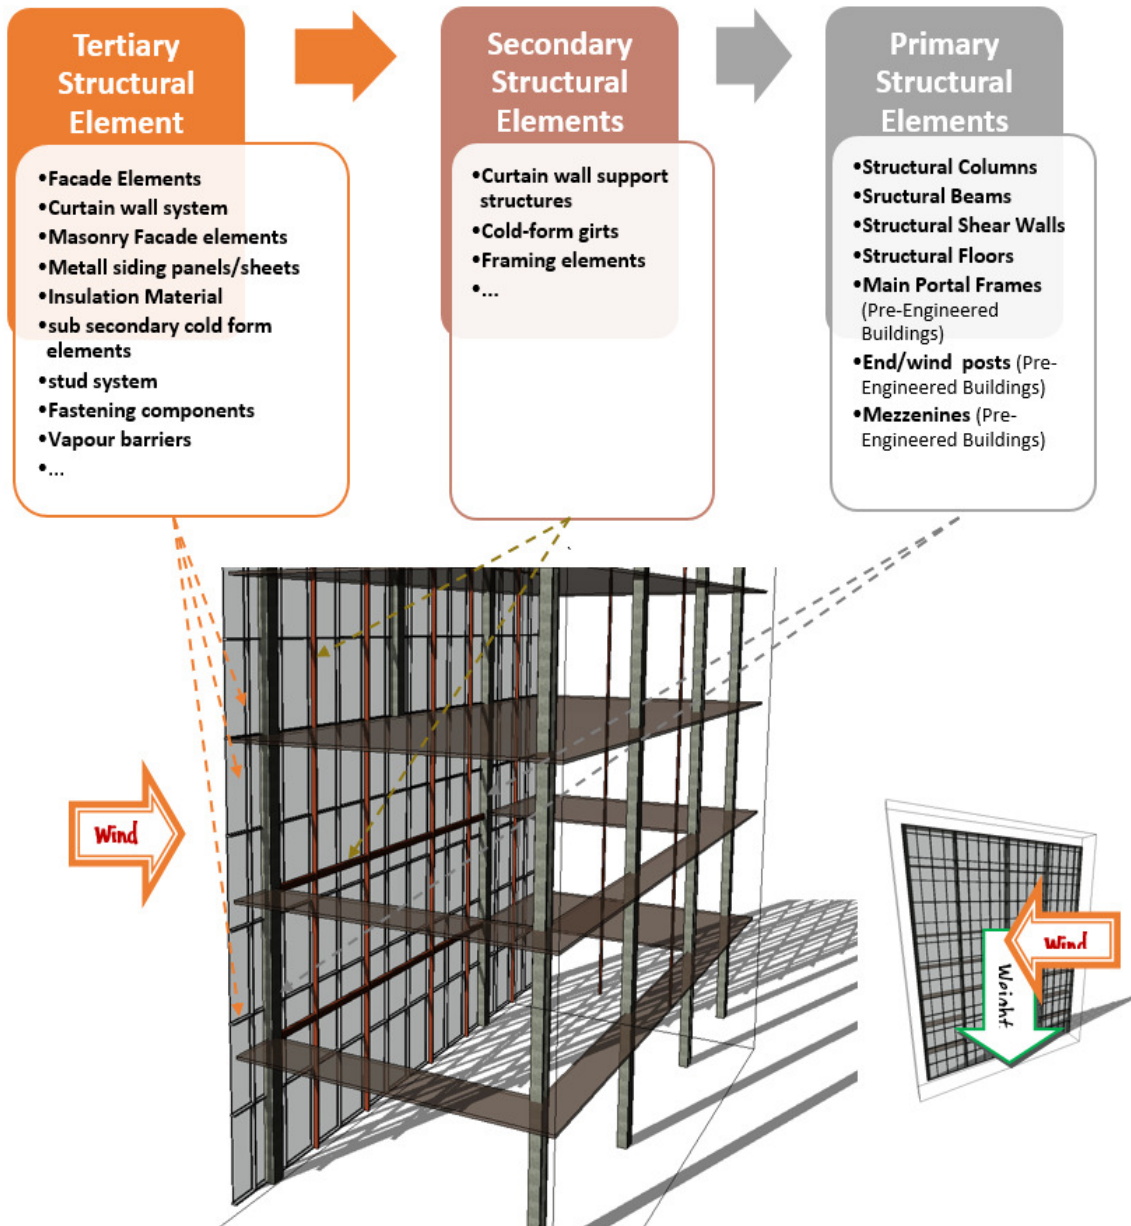 Tertiary
Structural
Element
•Facade Elements
•Curtain wall system
•Masonry Facade elements
•Metall siding panels/sheets
•Insulation Material
•sub secondary cold form
elements
•stud system
•Fastening components
•Vapour barriers
•...
Secondary
Structural
Elements
•Curtain wall support
structures
•Cold-form girts
•Framing elements
•...
Primary
Structural
Elements
•Structural Columns
•Sructural Beams
•Structural Shear Walls
•Structural Floors
•Main Portal Frames
(Pre-Engineered
Buildings)
•End/wind posts (Pre-
Engineered Buildings)
•Mezzenines (Pre-
Engineered Buildings)
Wind
Wind
Weight